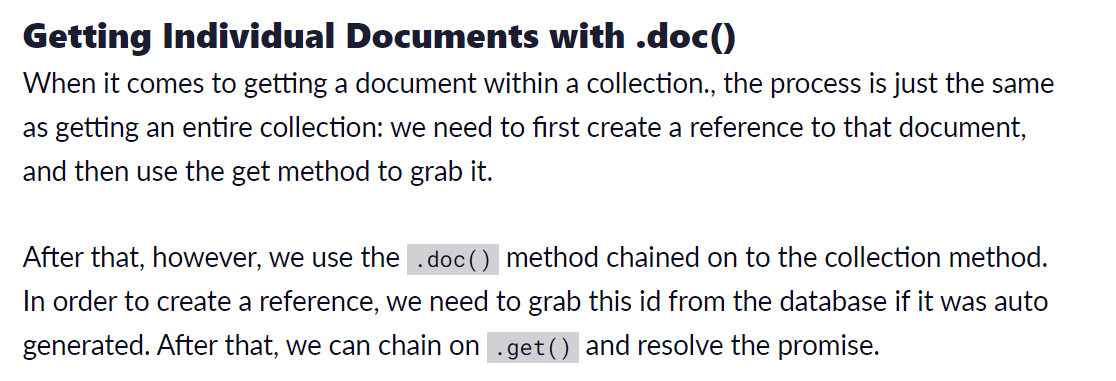 Getting Individual Documents with .doc()
When it comes to getting a document within a collection., the process is just the same
as getting an entire collection: we need to first create a reference to that document,
and then use the get method to grab it.
After that, however, we use the .doc() method chained on to the collection method.
In order to create a reference, we need to grab this id from the database if it was auto
generated. After that, we can chain on .get() and resolve the promise.